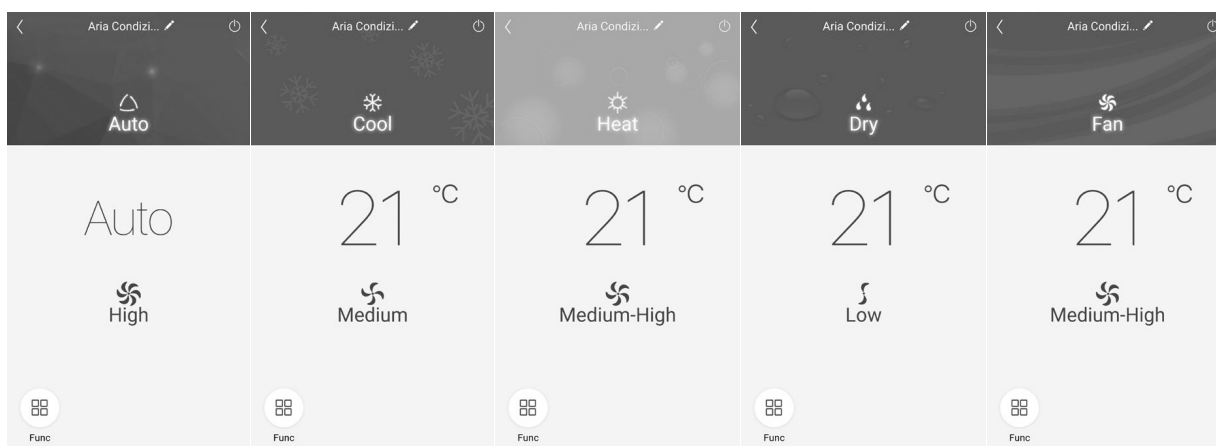 Aria Condizi...
Auto
Auto
High
Func
Aria Condizi...
Cool
21 °C
Medium
Func
Aria Condizi...
Heat
21 °C
Medium-High
Func
Aria Condizi...
Dry
21 °C
Low
Func
Aria Condizi...
Fan
21 °C
Medium-High
Func